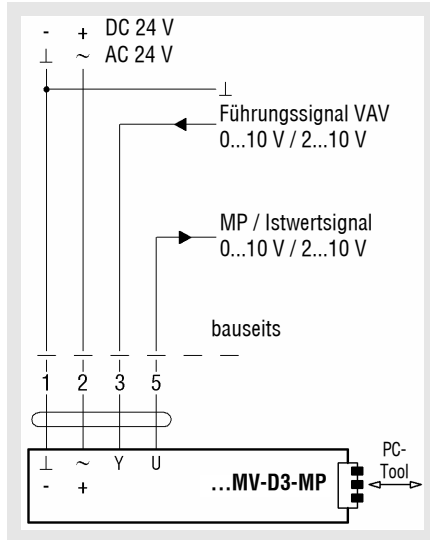 - + DC 24 V
⊥ ~ AC 24 V
⊥
Führungssignal VAV
0...10 V / 2...10 V
MP / Istwertsignal
0...10 V / 2...10 V
bauseits
1 2 3 5
⊥ ~ Y U
- +
...MV-D3-MP
PC-
Tool